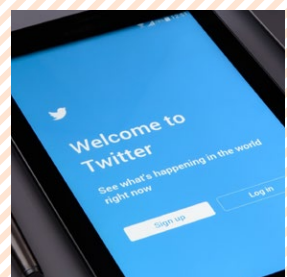 Welcome to
Twitter
See what's happening in the world
right now
Sign up
Log in